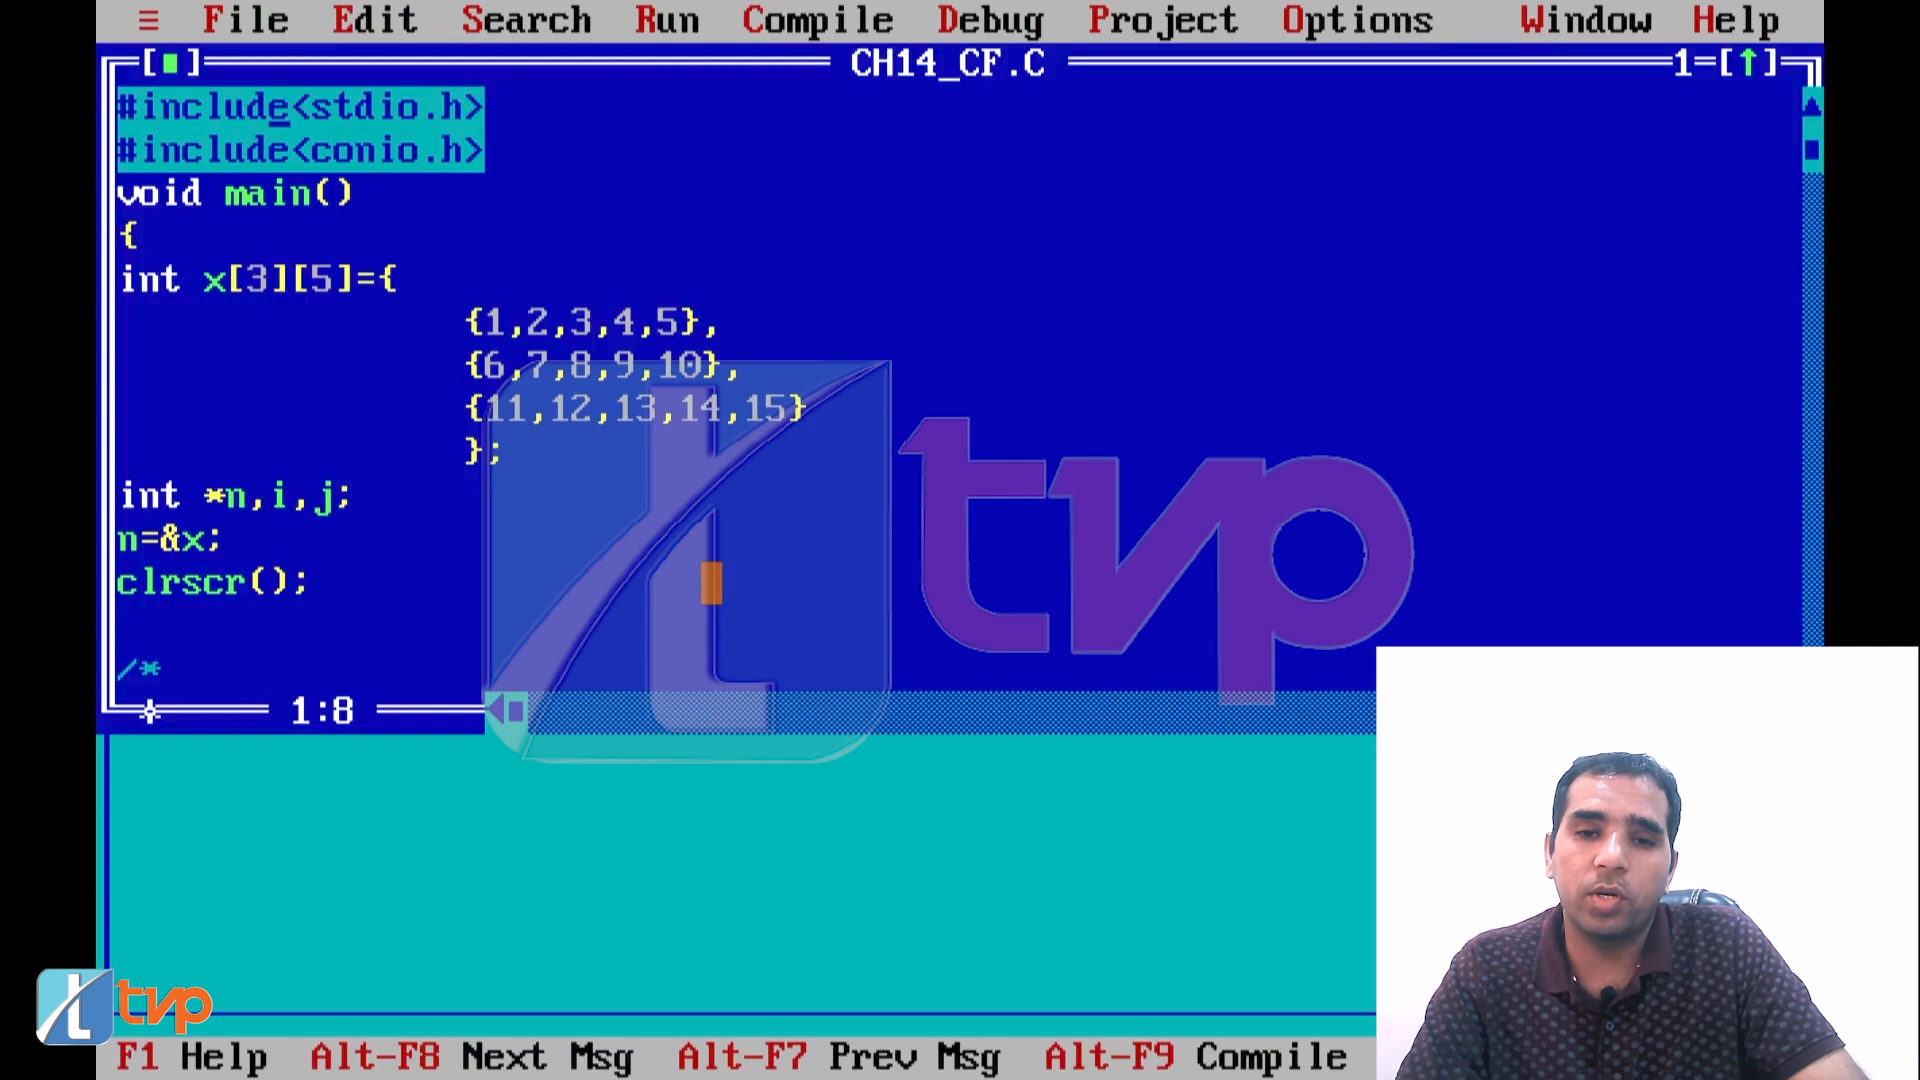 ≡ File Edit Search Run Compile Debug Project Options Window Help
[■] CH14_CF.C 1=[↑]
#include<stdio.h>
#include<conio.h>
void main()
{
int x[3][5]={
{1,2,3,4,5},
{6,7,8,9,10},
{11,12,13,14,15}
};
int *n,i,j;
n=&x;
clrscr();
/*
* 1:8
tvp
tvp
F1 Help Alt-F8 Next Msg Alt-F7 Prev Msg Alt-F9 Compile